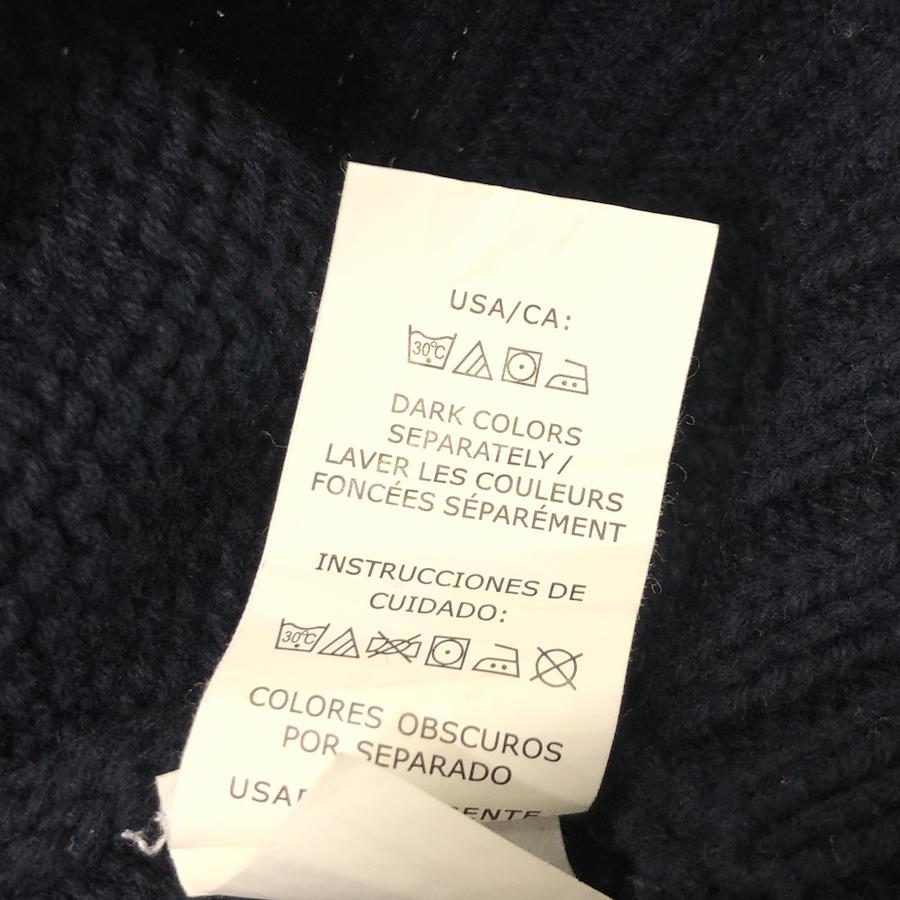 USA/CA:
30°C
DARK COLORS
SEPARATELY /
LAVER LES COULEURS
FONCÉES SÉPARÉMENT
INSTRUCCIONES DE
CUIDADO:
30°C
COLORES OBSCUROS
POR SEPARADO